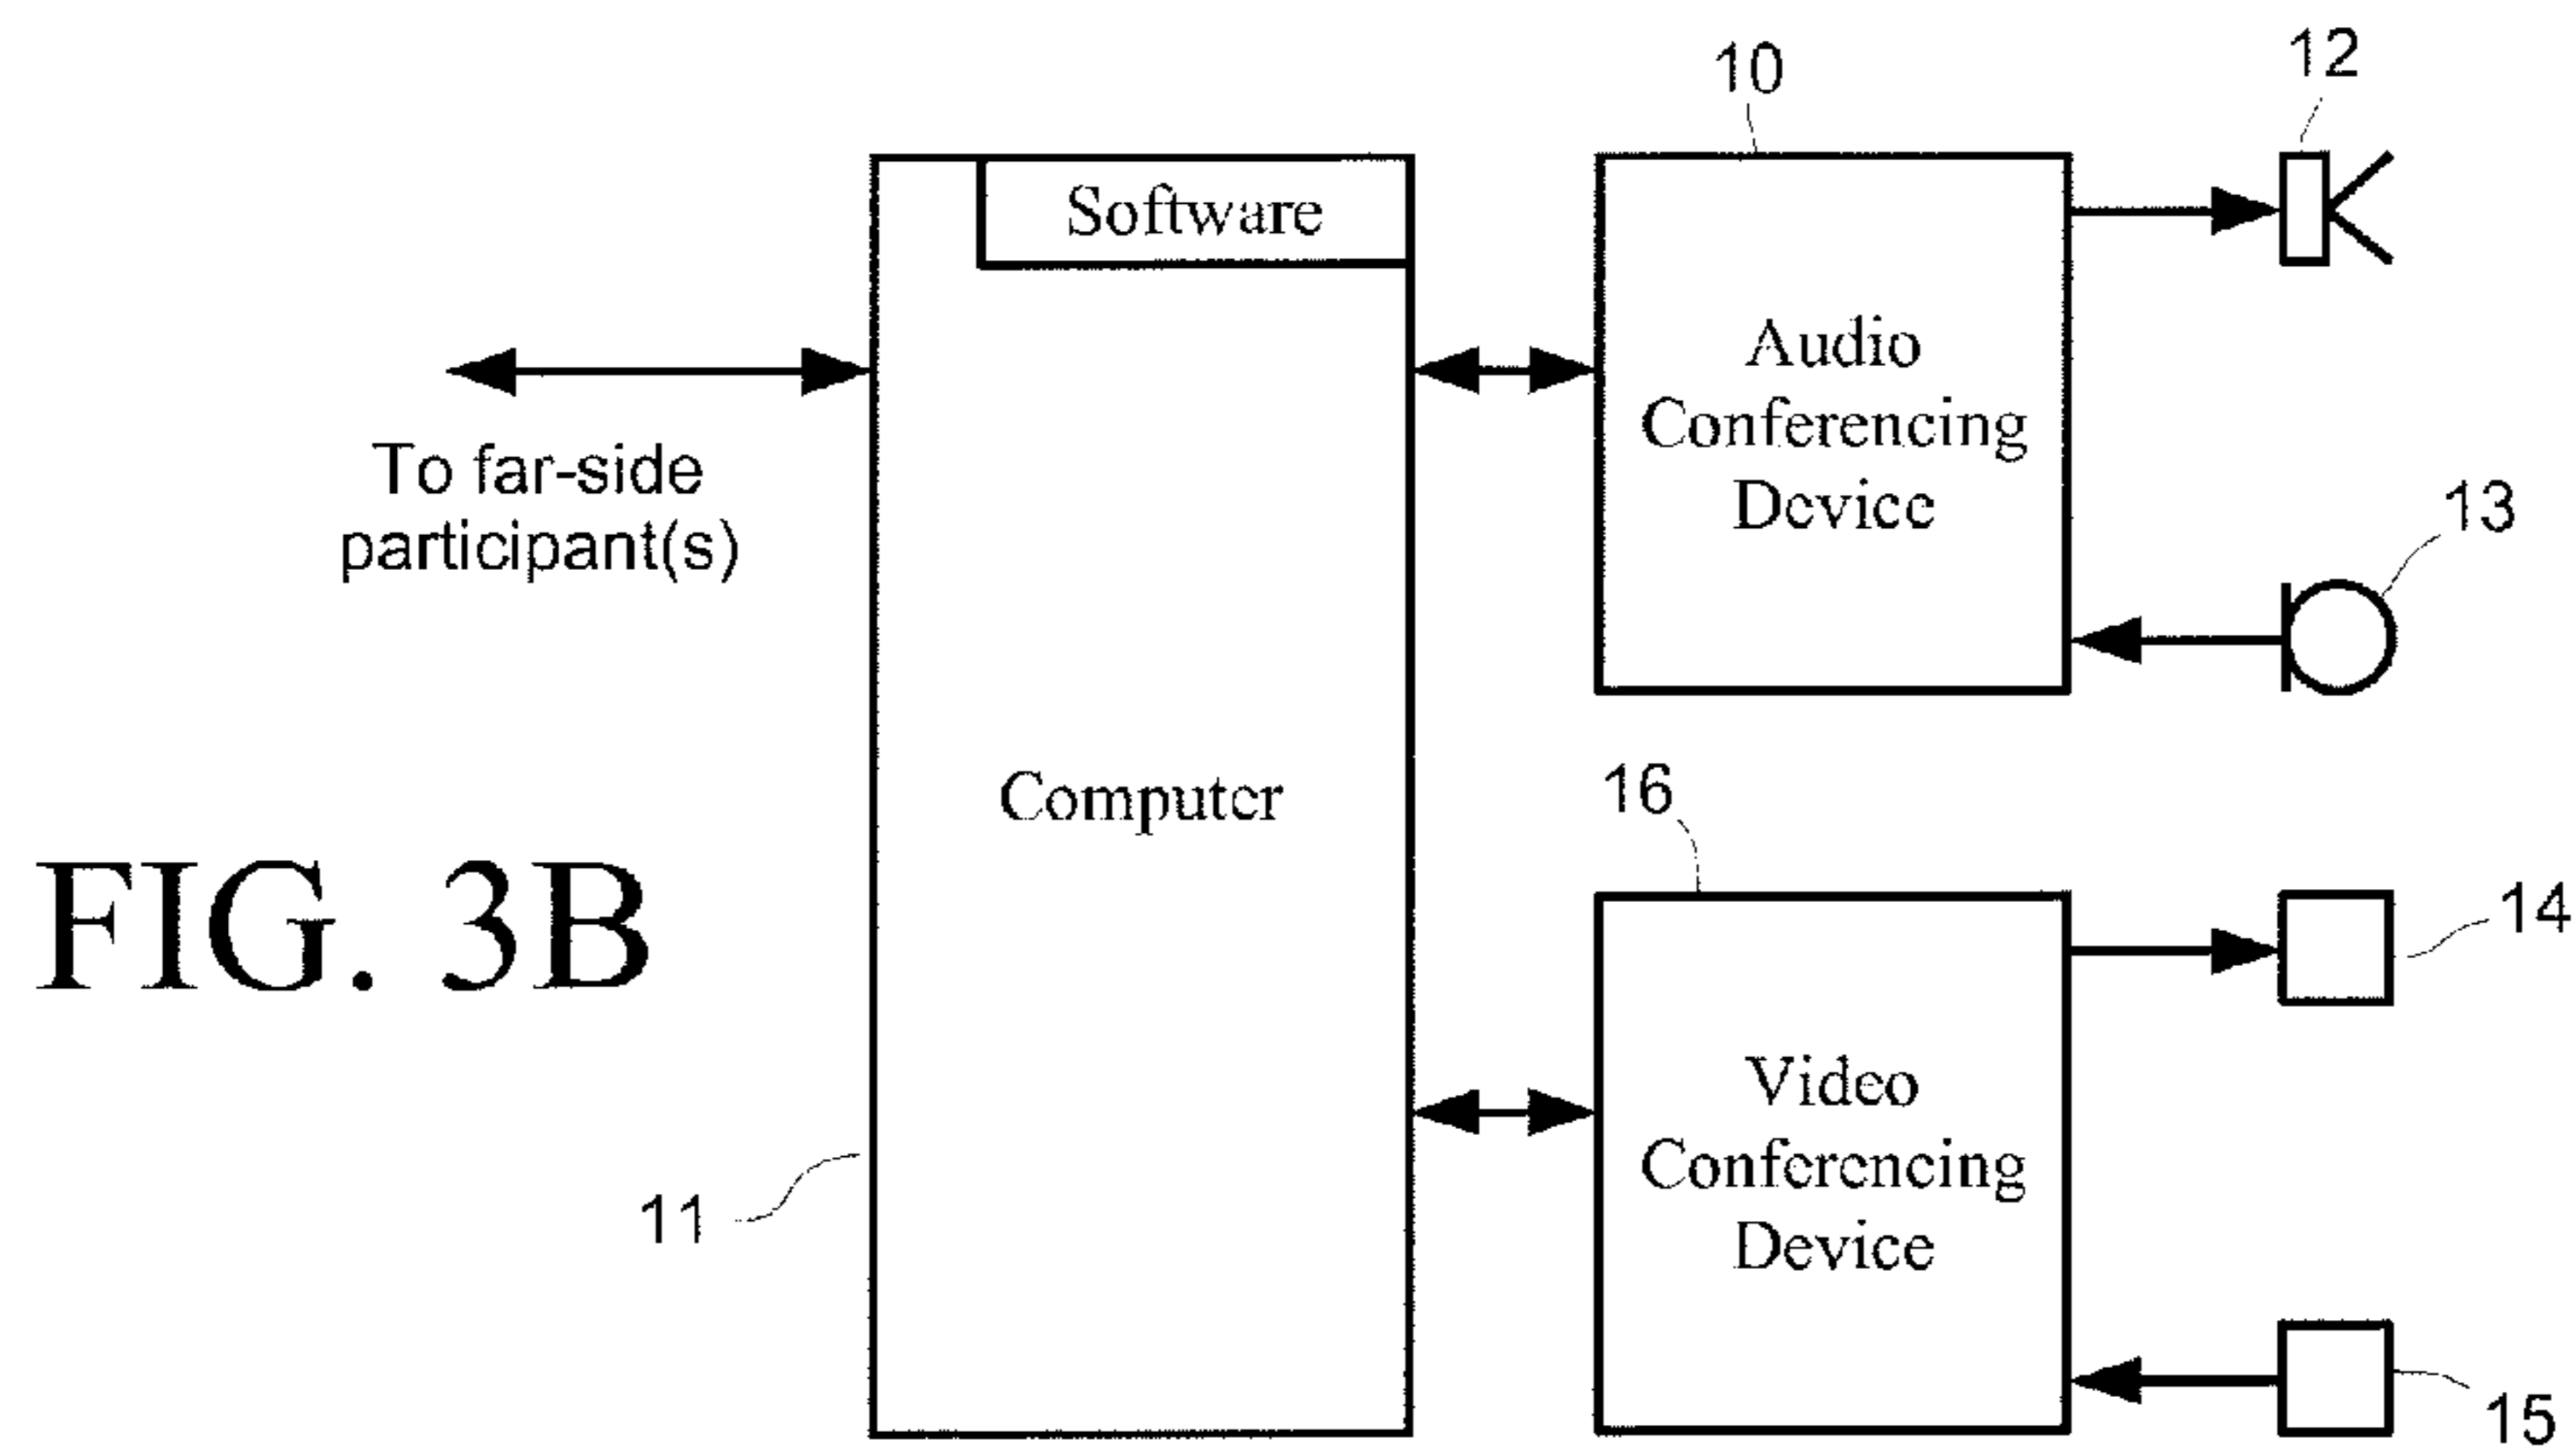 10
12
Software
Audio
Conferencing
Device
To far-side
participant(s)
13
Computer
16
FIG. 3B
14
Video
Conferencing
Device
11
15